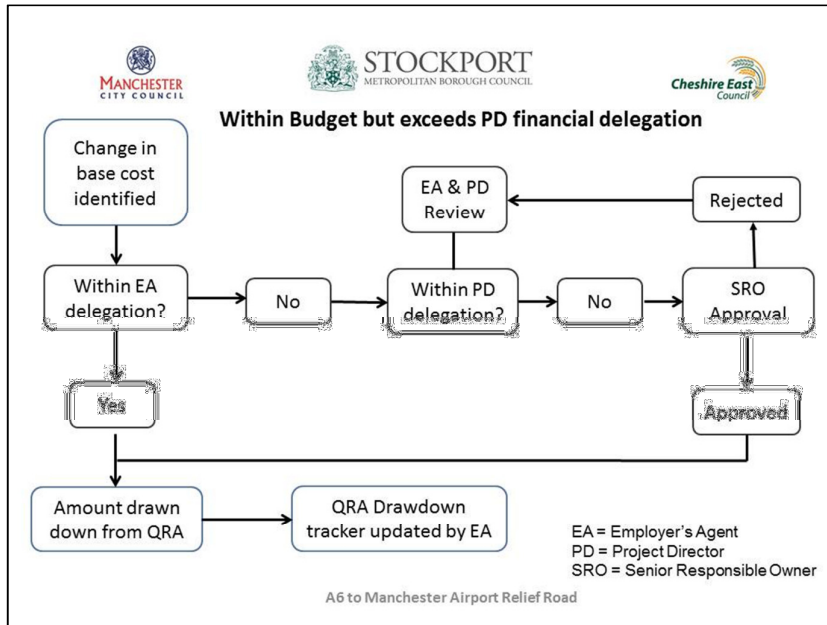 MANCHESTER
CITY COUNCIL
STOCKPORT
METROPOLITAN BOROUGH COUNCIL
Cheshire East
Council
Within Budget but exceeds PD financial delegation
Change in
base cost
identified
EA & PD
Review
Rejected
Within EA
delegation?
No
Within PD
delegation?
No
SRO
Approval
Yes
Approved
Amount drawn
down from QRA
QRA Drawdown
tracker updated by EA
EA = Employer's Agent
PD = Project Director
SRO = Senior Responsible Owner
A6 to Manchester Airport Relief Road